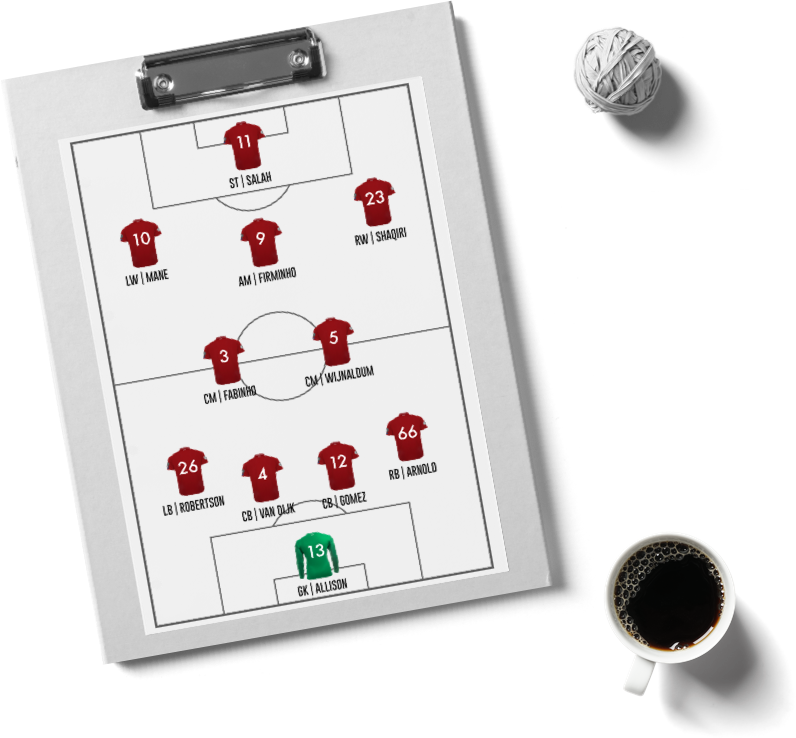 11
ST | SALAH
23
RW | SHAQIRI
10
LW | MANE
9
AM | FIRMINHO
5
CM | WIJNALDUM
3
CM | FABINHO
66
RB | ARNOLD
26
LB | ROBERTSON
4
CB | VAN DIJK
12
CB | GOMEZ
13
GK | ALLISON